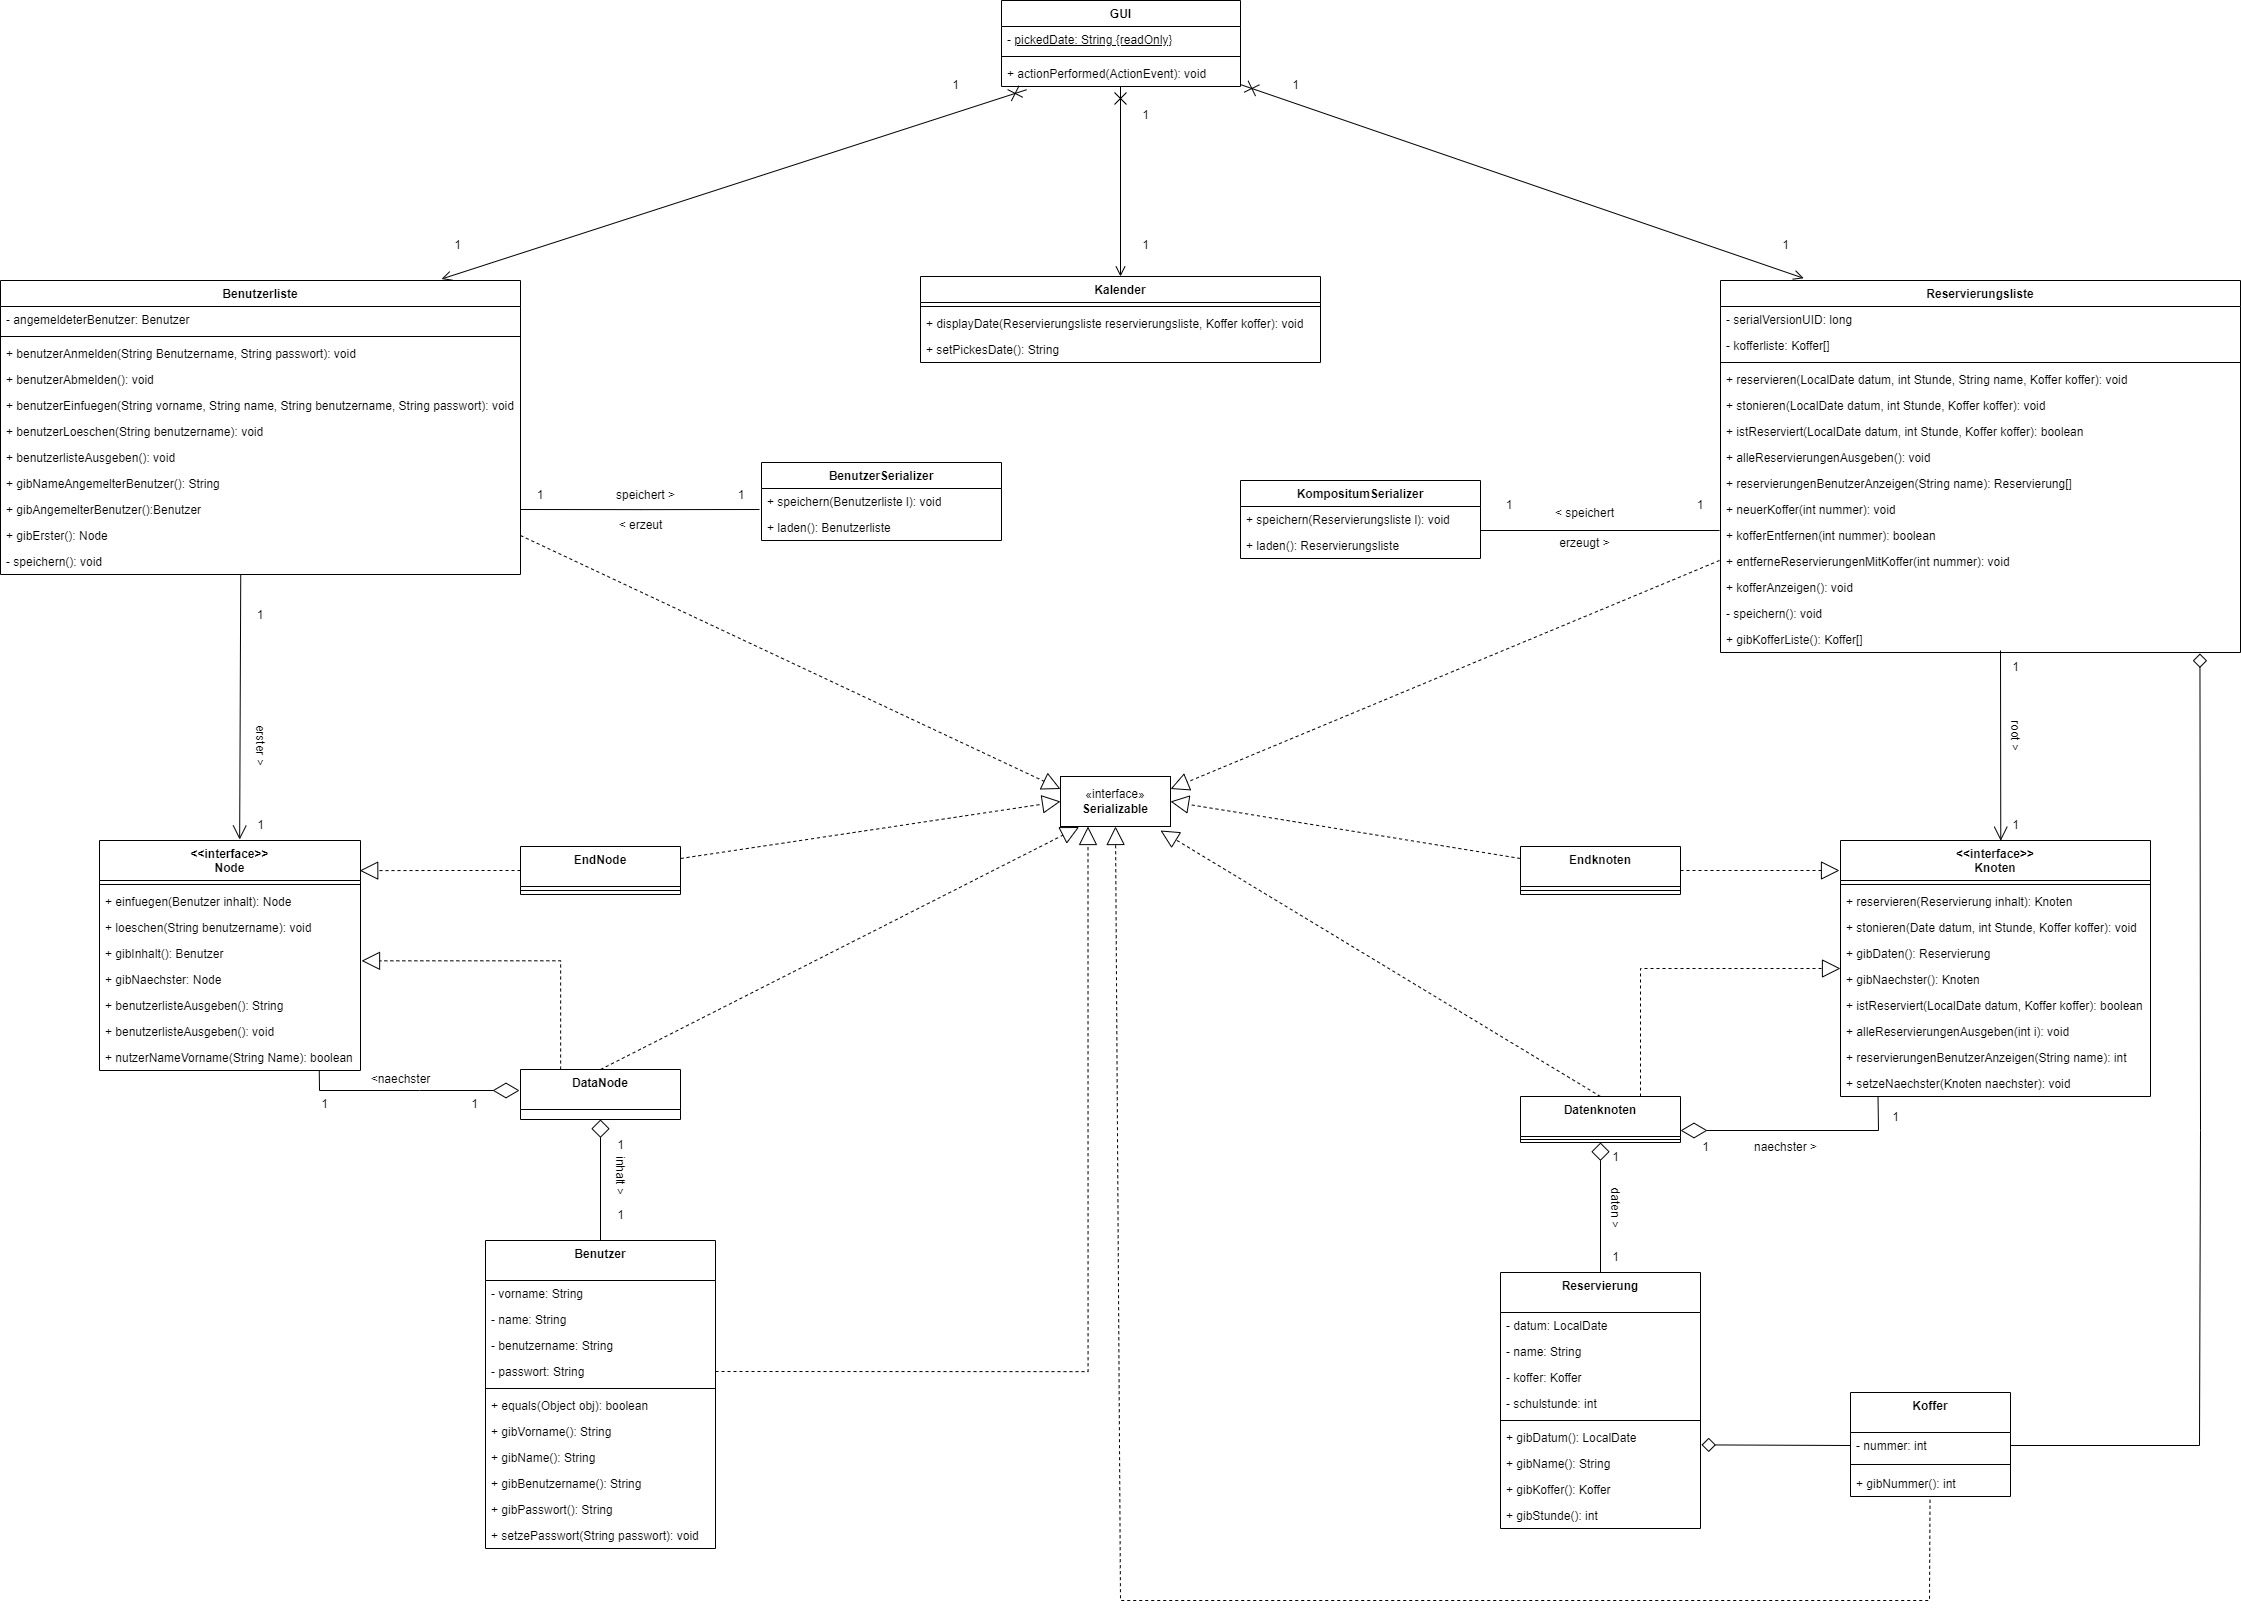 GUI
- pickedDate: String {readOnly}
+ actionPerformed(ActionEvent): void
1
1
1
1
1
1
Benutzerliste
- angemeldeterBenutzer: Benutzer
+ benutzerAnmelden(String Benutzername, String passwort): void
+ benutzerAbmelden(): void
+ benutzerEinfuegen(String vorname, String name, String benutzername, String passwort): void
+ benutzerLoeschen(String benutzername): void
+ benutzerlisteAusgeben(): void
+ gibNameAngemelterBenutzer(): String
+ gibAngemelterBenutzer():Benutzer
+ gibErster(): Node
- speichern(): void
Kalender
+ displayDate(Reservierungsliste reservierungsliste, Koffer koffer): void
+ setPickesDate(): String
Reservierungsliste
- serialVersionUID: long
- kofferliste: Koffer[]
+ reservieren(LocalDate datum, int Stunde, String name, Koffer koffer): void
+ stonieren(LocalDate datum, int Stunde, Koffer koffer): void
+ istReserviert(LocalDate datum, int Stunde, Koffer koffer): boolean
+ alleReservierungenAusgeben(): void
+ reservierungenBenutzerAnzeigen(String name): Reservierung[]
+ neuerKoffer(int nummer): void
+ kofferEntfernen(int nummer): boolean
+ entferneReservierungenMitKoffer(int nummer): void
+ kofferAnzeigen(): void
- speichern(): void
+ gibKofferListe(): Koffer[]
1
speichert >
1
< erzeut
BenutzerSerializer
+ speichern(Benutzerliste l): void
+ laden(): Benutzerliste
KompositumSerializer
+ speichern(Reservierungsliste l): void
+ laden(): Reservierungsliste
1
< speichert
1
erzeugt >
1
erster >
1
1
root >
1
«interface»
Serializable
<<interface>>
Node
+ einfuegen(Benutzer inhalt): Node
+ loeschen(String benutzername): void
+ gibInhalt(): Benutzer
+ gibNaechster: Node
+ benutzerlisteAusgeben(): String
+ benutzerlisteAusgeben(): void
+ nutzerNameVorname(String Name): boolean
EndNode
Endknoten
<<interface>>
Knoten
+ reservieren(Reservierung inhalt): Knoten
+ stonieren(Date datum, int Stunde, Koffer koffer): void
+ gibDaten(): Reservierung
+ gibNaechster(): Knoten
+ istReserviert(LocalDate datum, Koffer koffer): boolean
+ alleReservierungenAusgeben(int i): void
+ reservierungenBenutzerAnzeigen(String name): int
+ setzeNaechster(Knoten naechster): void
<naechster
1
1
DataNode
Datenknoten
1
1
naechster >
1
inhalt >
1
1
daten >
1
Benutzer
- vorname: String
- name: String
- benutzername: String
- passwort: String
+ equals(Object obj): boolean
+ gibVorname(): String
+ gibName(): String
+ gibBenutzername(): String
+ gibPasswort(): String
+ setzePasswort(String passwort): void
Reservierung
- datum: LocalDate
- name: String
- koffer: Koffer
- schulstunde: int
+ gibDatum(): LocalDate
+ gibName(): String
+ gibKoffer(): Koffer
+ gibStunde(): int
Koffer
- nummer: int
+ gibNummer(): int